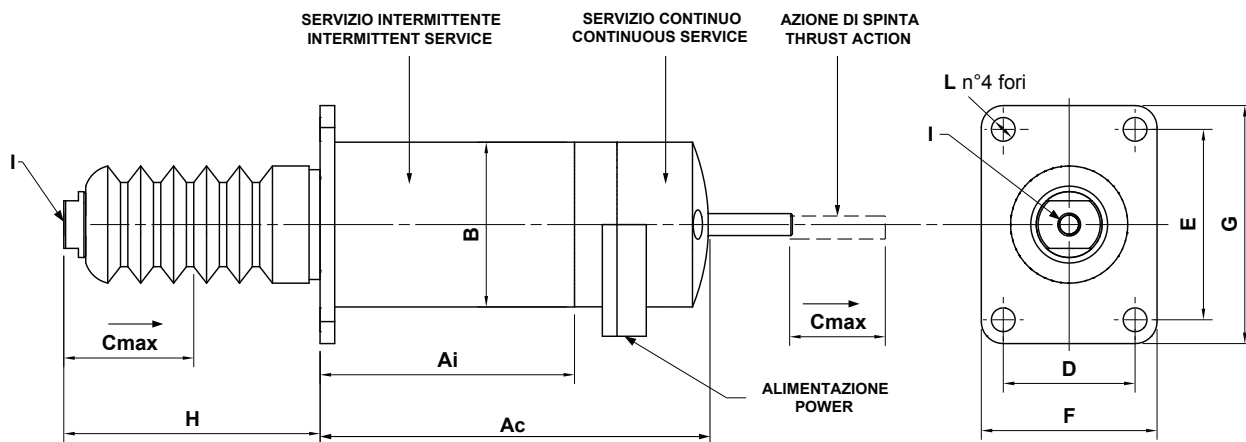 SERVIZIO INTERMITTENTE
INTERMITTENT SERVICE
SERVIZIO CONTINUO
CONTINUOUS SERVICE
AZIONE DI SPINTA
THRUST ACTION
L n°4 fori
I
I
B
E
G
Cmax
Cmax
Ai
D
ALIMENTAZIONE
POWER
H
Ac
F